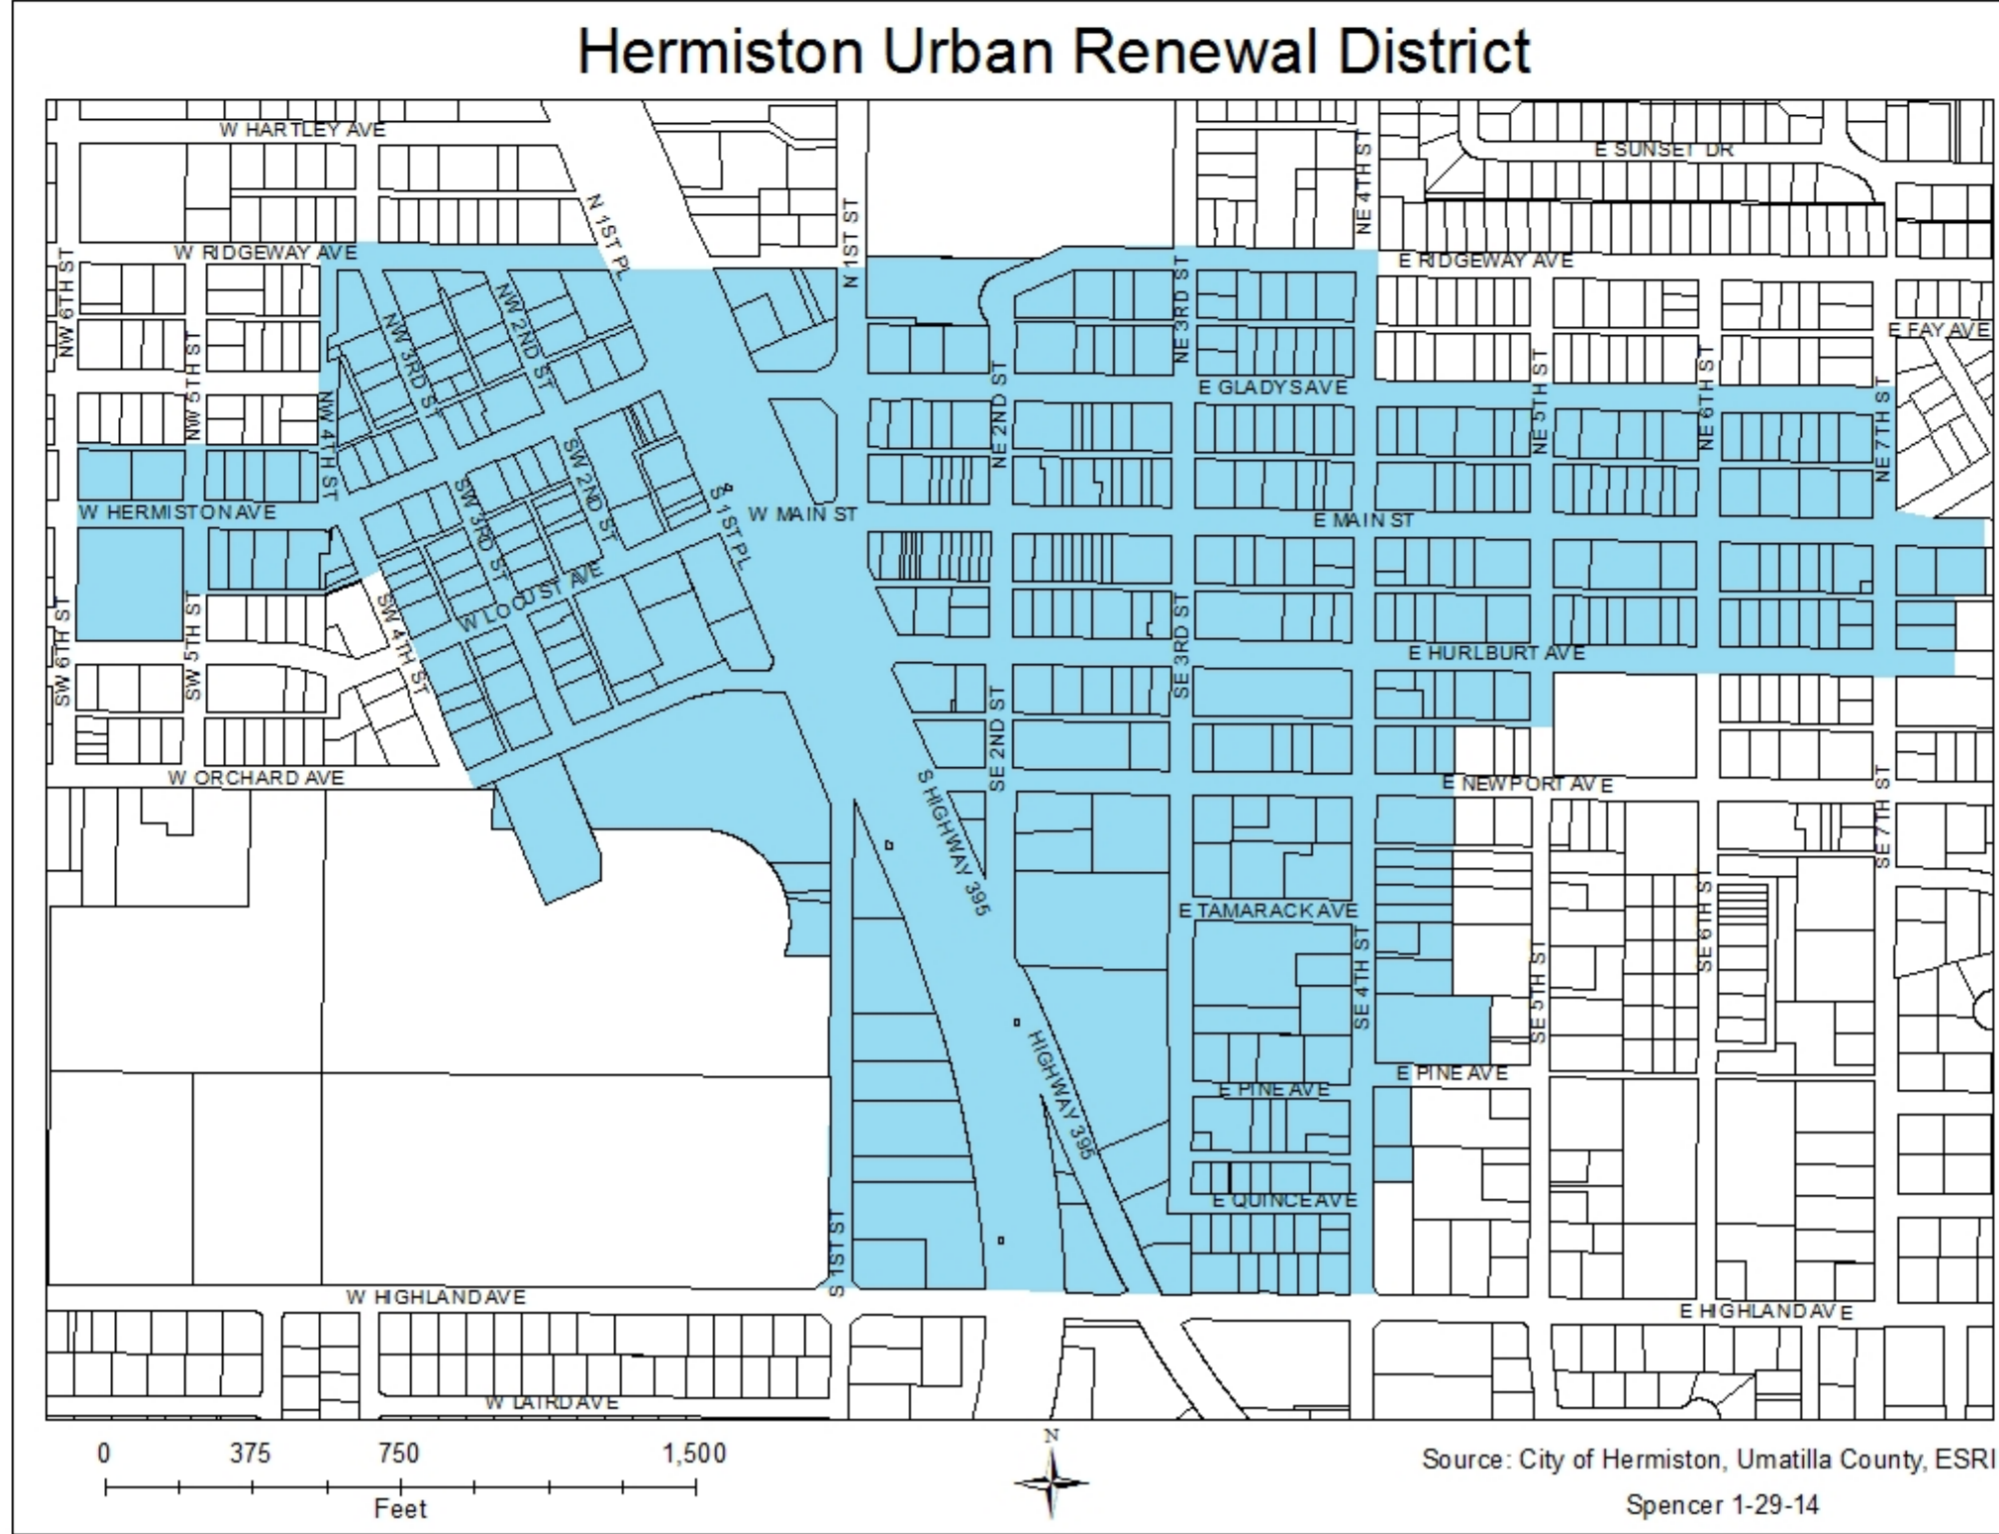 Hermiston Urban Renewal District
W HARTLEY AVE
E SUNSET DR
NE 4TH ST
N 1ST PL
N 1ST ST
W RIDGEWAY AVE
E RIDGEWAY AVE
NW 6TH ST
NW 5TH ST
NW 4TH ST
NW 3RD ST
NW 2ND ST
NE 3RD ST
E FAY AVE
E GLADYS AVE
NE 2ND ST
NE 5TH ST
NE 6TH ST
NE 7TH ST
W HERMISTON AVE
SW 3RD ST
SW 2ND ST
S 1ST PL
W MAIN ST
E MAIN ST
W LOCUST AVE
SW 6TH ST
SW 5TH ST
SW 4TH ST
SE 3RD ST
E HURLBURT AVE
SE 2ND ST
W ORCHARD AVE
E NEWPORT AVE
S HIGHWAY 395
SE 7TH ST
E TAMARACK AVE
SE 4TH ST
SE 5TH ST
SE 6TH ST
HIGHWAY 395
E PINE AVE
E PINE AVE
E QUINCE AVE
S 1ST ST
W HIGHLAND AVE
E HIGHLAND AVE
W LAIRD AVE
0 375 750 1,500
Feet
N
Source: City of Hermiston, Umatilla County, ESRI
Spencer 1-29-14